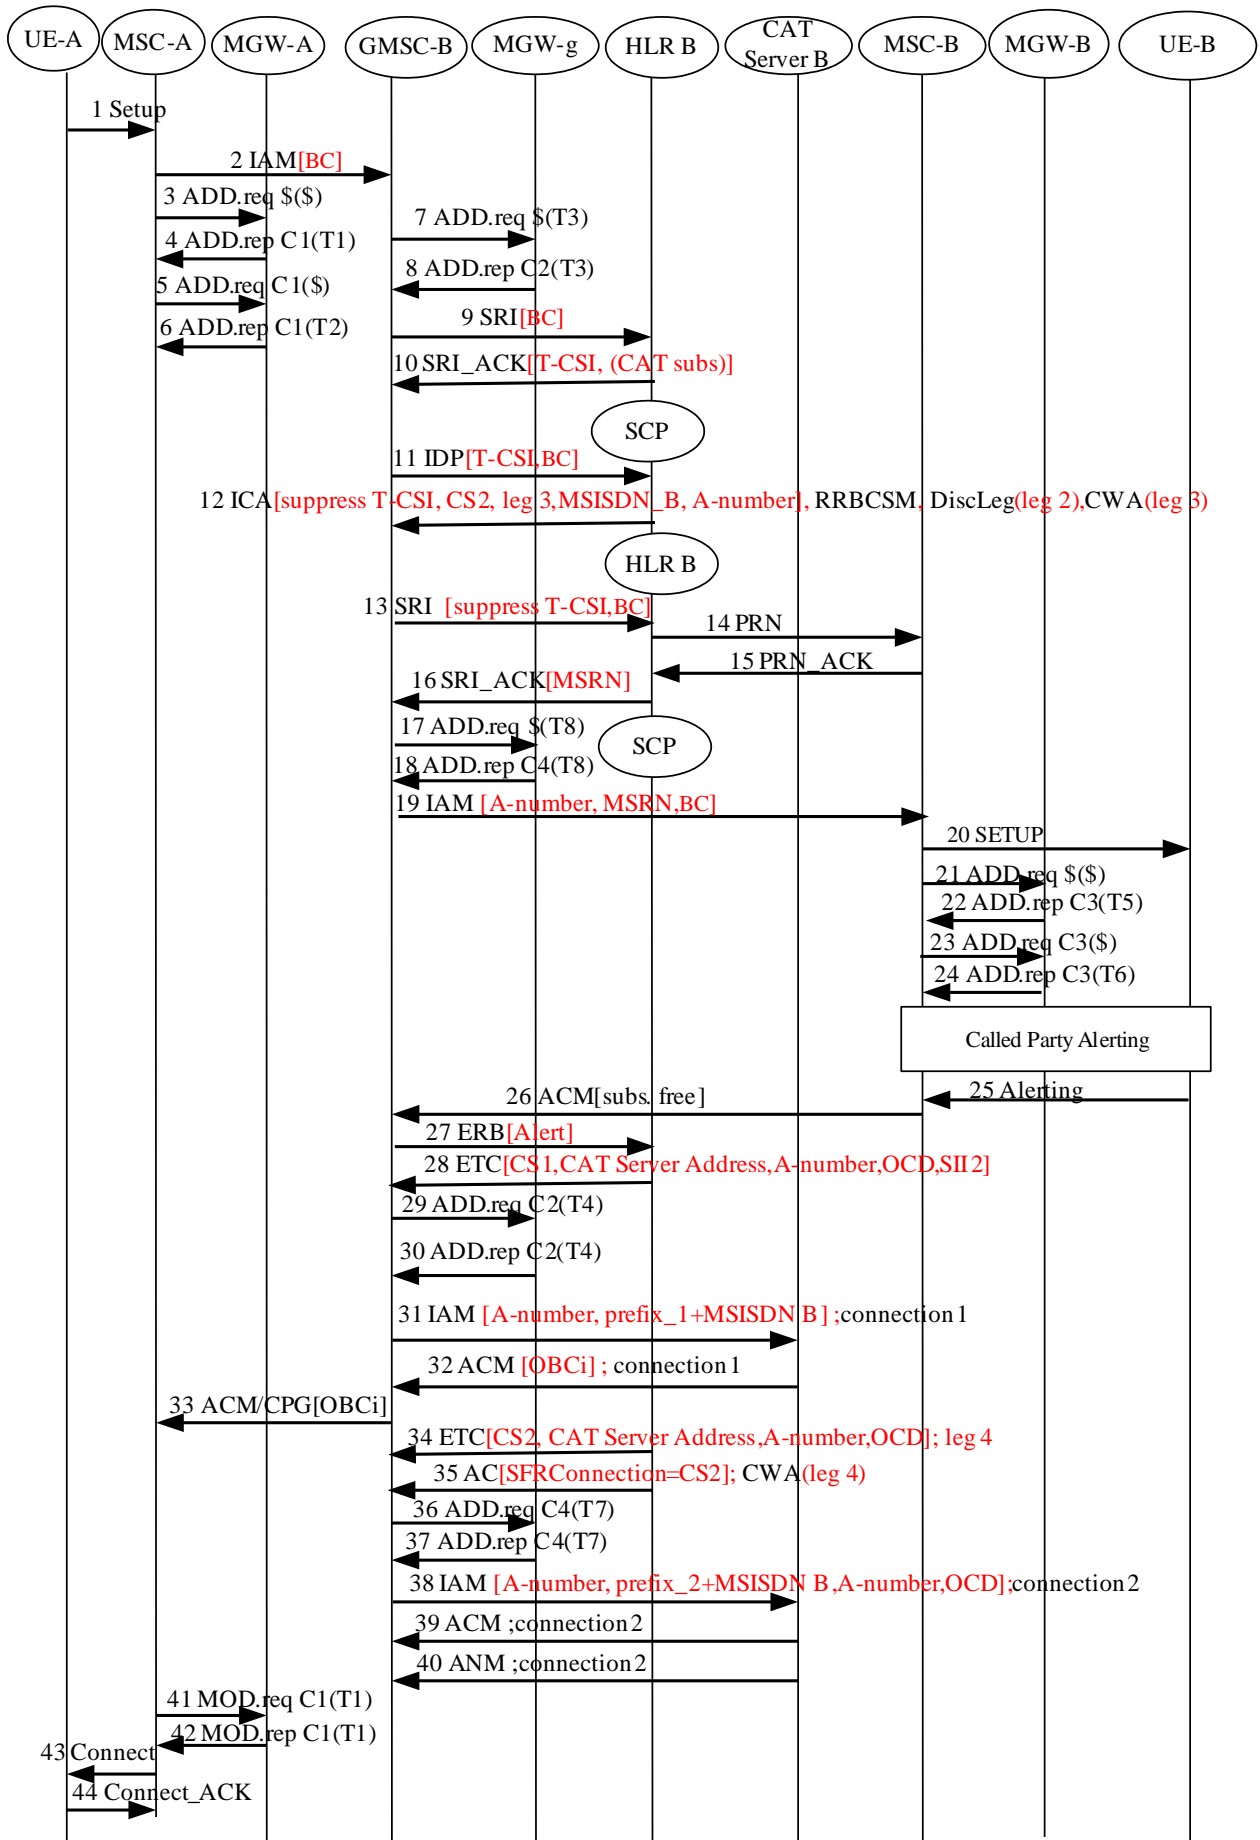 UE-A
MSC-A
MGW-A
GMSC-B
MGW-g
HLR B
CAT
Server B
MSC-B
MGW-B
UE-B
1 Setup
2 IAM[BC]
3 ADD.req $($)
7 ADD.req $(T3)
4 ADD.rep C1(T1)
8 ADD.rep C2(T3)
5 ADD.req C1($)
9 SRI[BC]
6 ADD.rep C1(T2)
10 SRI_ACK[T-CSI, (CAT subs)]
SCP
11 IDP[T-CSI,BC]
12 ICA[suppress T-CSI, CS2, leg 3,MSISDN_B, A-number], RRBCSM, DiscLeg(leg 2),CWA(leg 3)
HLR B
13 SRI [suppress T-CSI,BC]
14 PRN
15 PRN_ACK
16 SRI_ACK[MSRN]
17 ADD.req $(T8)
SCP
18 ADD.rep C4(T8)
19 IAM [A-number, MSRN,BC]
20 SETUP
21 ADD.req $($)
22 ADD.rep C3(T5)
23 ADD.req C3($)
24 ADD.rep C3(T6)
Called Party Alerting
25 Alerting
26 ACM[subs. free]
27 ERB[Alert]
28 ETC[CS1,CAT Server Address,A-number,OCD,SII2]
29 ADD.req C2(T4)
30 ADD.rep C2(T4)
31 IAM [A-number, prefix_1+MSISDN B] ;connection1
32 ACM [OBCi] ; connection1
33 ACM/CPG[OBCi]
34 ETC[CS2, CAT Server Address,A-number,OCD]; leg 4
35 AC[SFRConnection=CS2]; CWA(leg 4)
36 ADD.req C4(T7)
37 ADD.rep C4(T7)
38 IAM [A-number, prefix_2+MSISDN B,A-number,OCD];connection2
39 ACM ;connection2
40 ANM ;connection2
41 MOD.req C1(T1)
42 MOD.rep C1(T1)
43 Connect
44 Connect_ACK